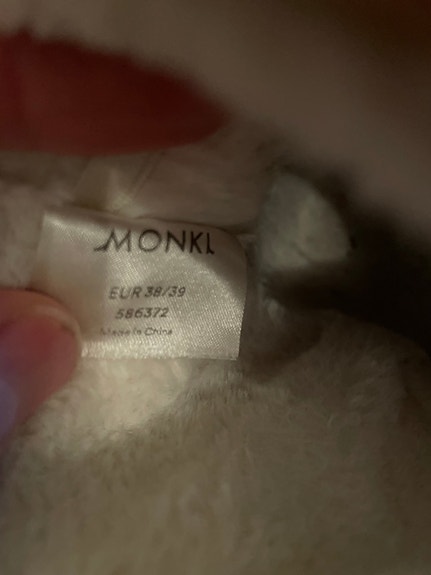 MONKI
EUR 38/39
586372
Made in China